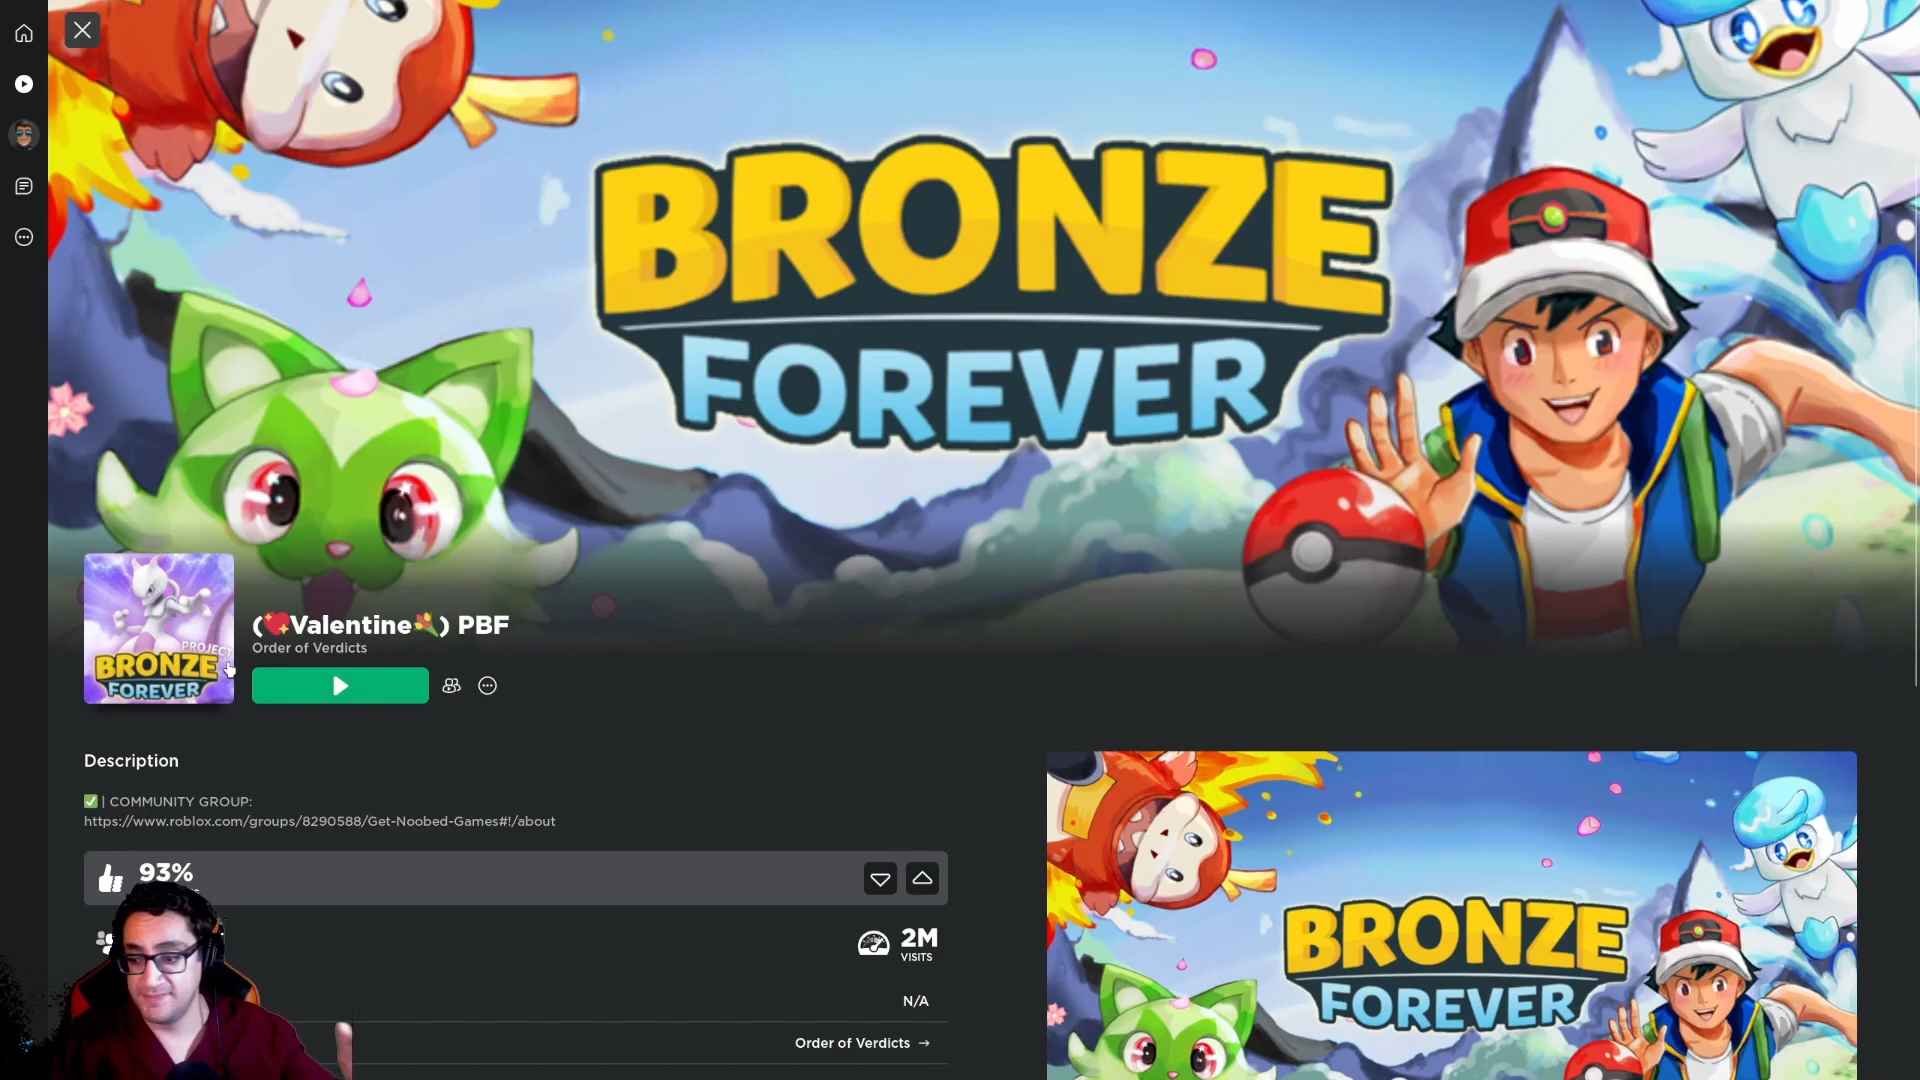 BRONZE
FOREVER
PROJECT
BRONZE
FOREVER
(💖Valentine💐) PBF
Order of Verdicts
Description
✅ | COMMUNITY GROUP:
https://www.roblox.com/groups/8290588/Get-Noobed-Games#!/about
93%
2M
VISITS
N/A
Order of Verdicts →
BRONZE
FOREVER